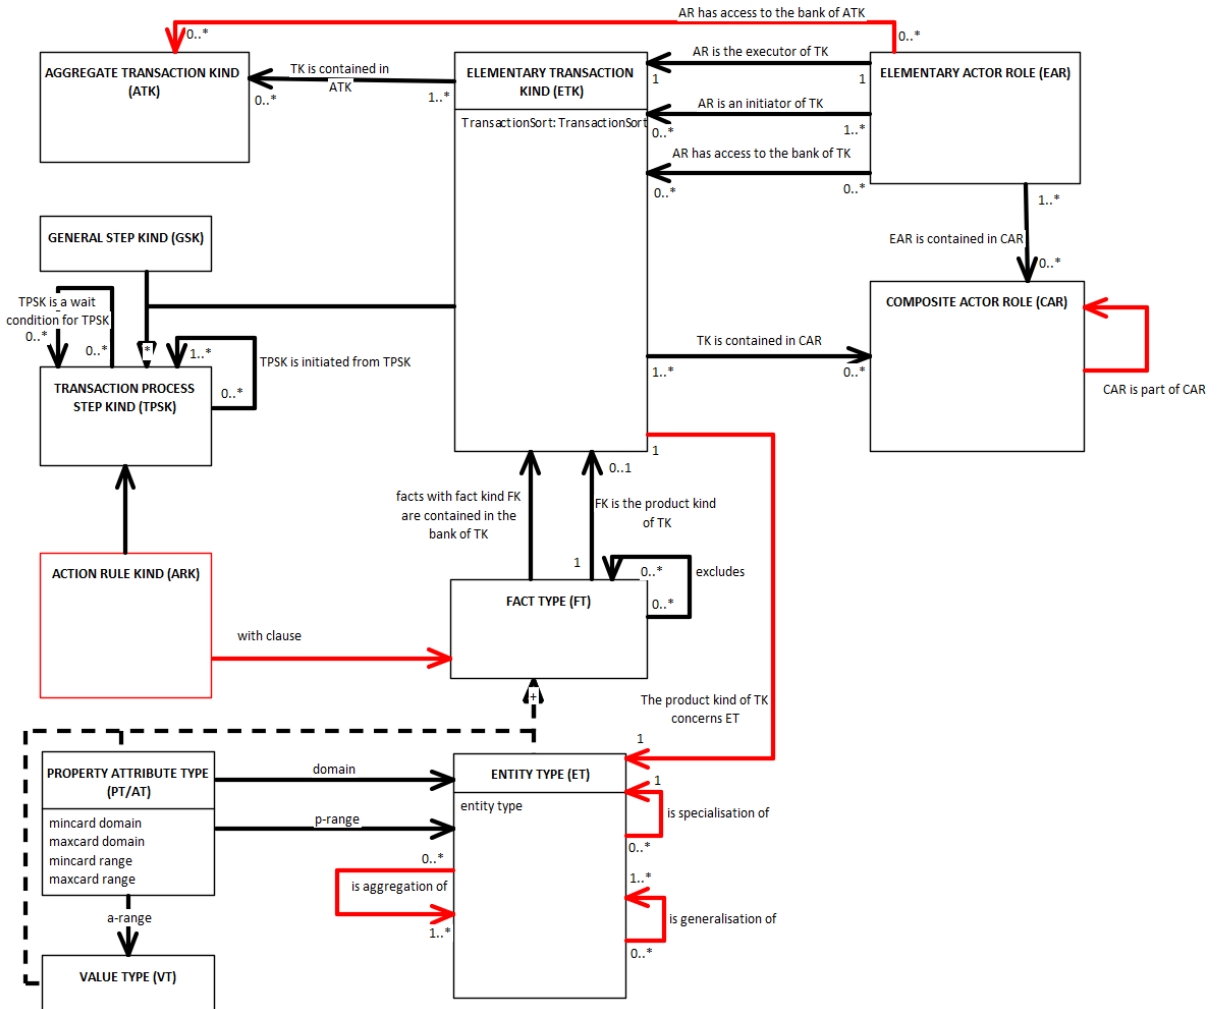 AR has access to the bank of ATK
0..*
0..*
AGGREGATE TRANSACTION KIND
(ATK)
TK is contained in
ATK
0..*
1..*
ELEMENTARY TRANSACTION
KIND (ETK)
TransactionSort: TransactionSort
AR is the executor of TK
1
1
AR is an initiator of TK
0..*
1..*
AR has access to the bank of TK
0..*
0..*
ELEMENTARY ACTOR ROLE (EAR)
1..*
EAR is contained in CAR
0..*
GENERAL STEP KIND (GSK)
TPSK is a wait
condition for TPSK
0..*
0..*
*
1..*
TPSK is initiated from TPSK
0..*
TRANSACTION PROCESS
STEP KIND (TPSK)
COMPOSITE ACTOR ROLE (CAR)
TK is contained in CAR
1..*
0..*
CAR is part of CAR
1
0..1
facts with fact kind FK
are contained in the
bank of TK
FK is the product kind
of TK
1
ACTION RULE KIND (ARK)
with clause
FACT TYPE (FT)
0..*
excludes
0..*
+
The product kind of TK
concerns ET
1
PROPERTY ATTRIBUTE TYPE
(PT/AT)
mincard domain
maxcard domain
mincard range
maxcard range
domain
p-range
ENTITY TYPE (ET)
entity type
1
is specialisation of
0..*
0..*
is aggregation of
1..*
1..*
is generalisation of
0..*
a-range
VALUE TYPE (VT)